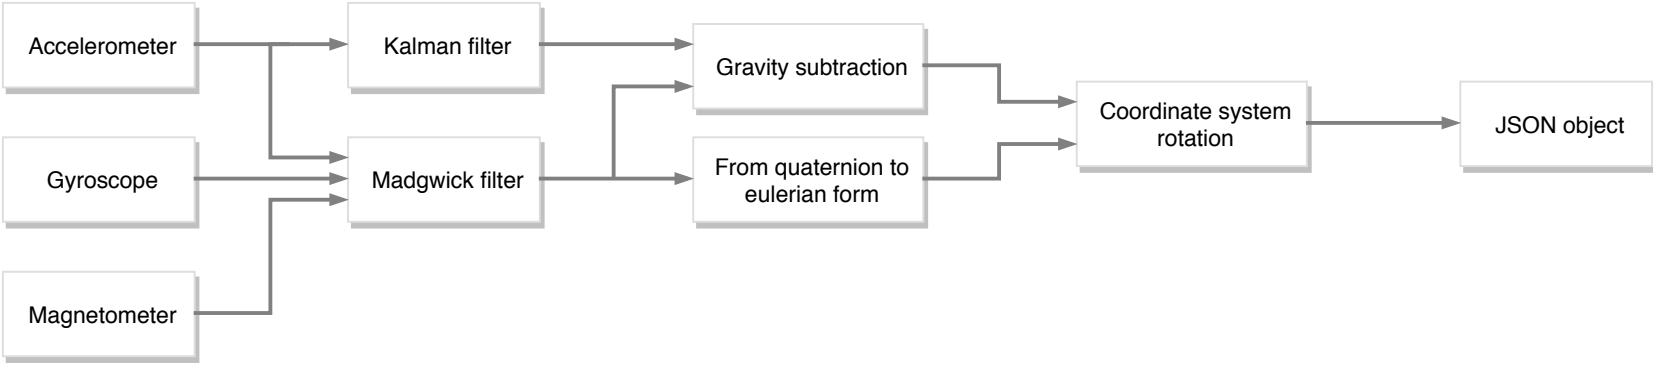 Accelerometer
Kalman filter
Gravity subtraction
Coordinate system
rotation
JSON object
Gyroscope
Madgwick filter
From quaternion to
eulerian form
Magnetometer